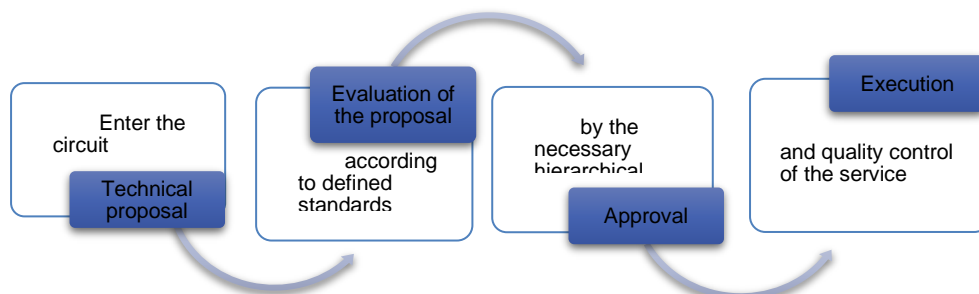 Enter the
circuit
Technical
proposal
Evaluation of
the proposal
according
to defined
standards
by the
necessary
hierarchical
Approval
Execution
and quality control
of the service